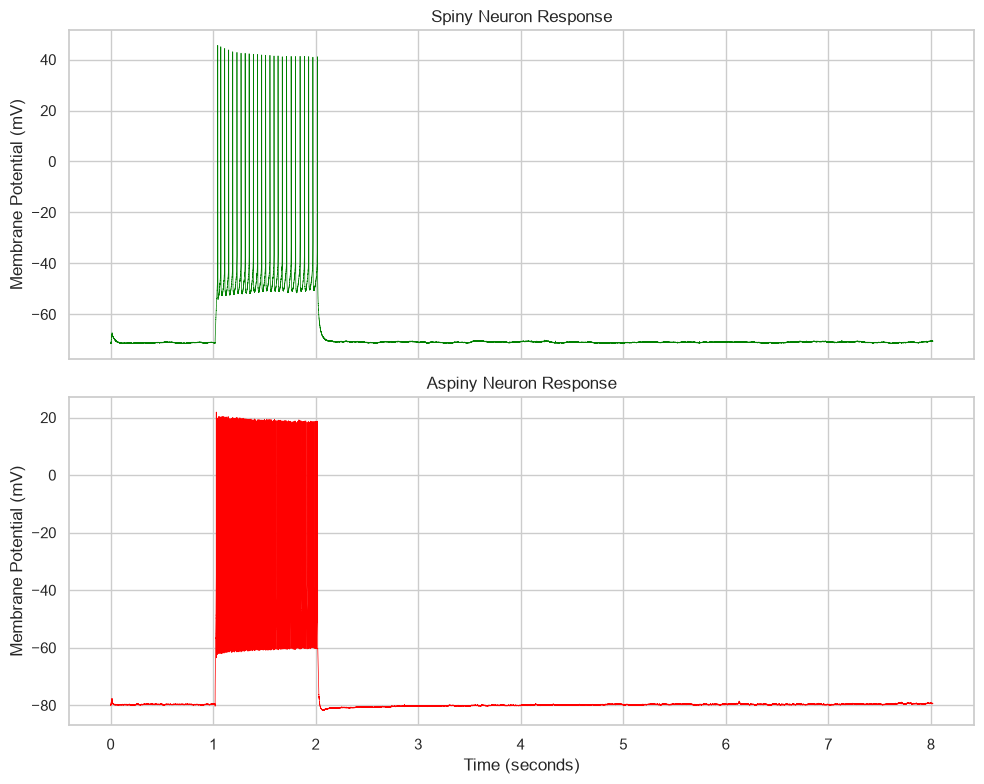 Spiny Neuron Response
Membrane Potential (mV)
40
20
0
−20
−40
−60
Aspiny Neuron Response
Membrane Potential (mV)
20
0
−20
−40
−60
−80
0 1 2 3 4 5 6 7 8
Time (seconds)